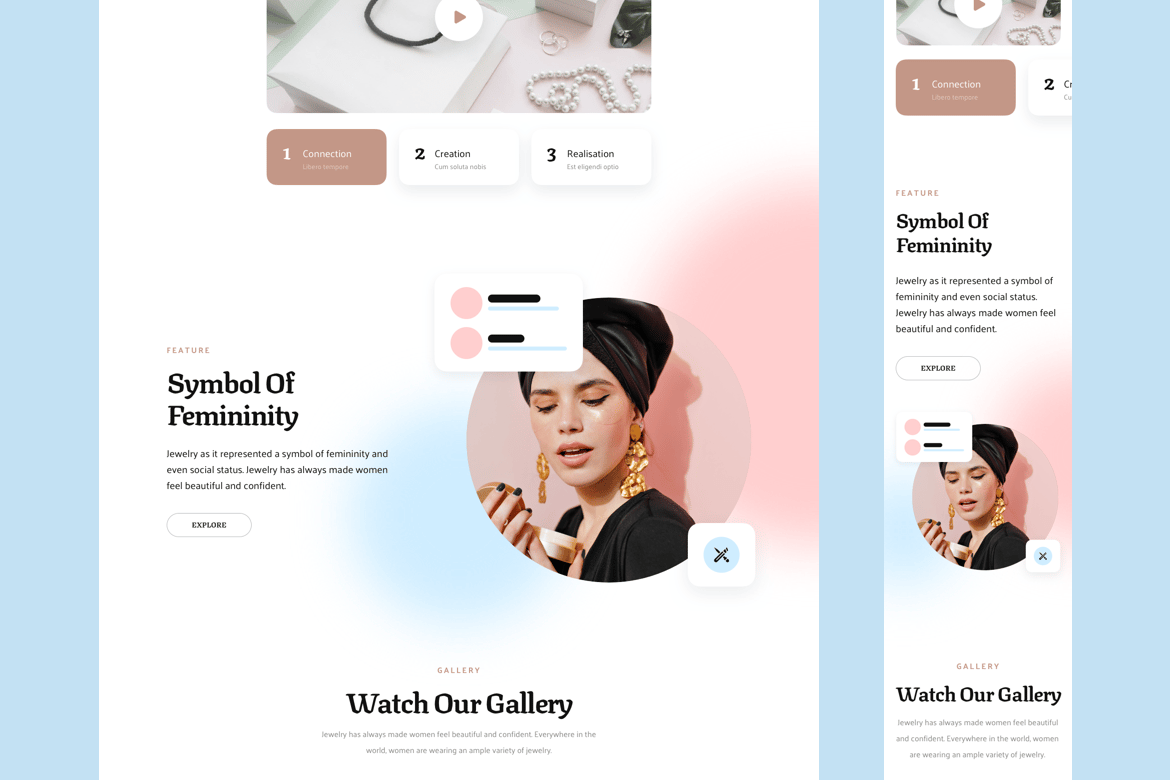 1 Connection
Libero tempore
2 Creation
Cum soluta nobis
3 Realisation
Est eligendi optio
FEATURE
Symbol Of
Femininity
Jewelry as it represented a symbol of femininity and
even social status. Jewelry has always made women
feel beautiful and confident.
EXPLORE
GALLERY
Watch Our Gallery
Jewelry has always made women feel beautiful and confident. Everywhere in the
world, women are wearing an ample variety of jewelry.
1 Connection
Libero tempore
2 Cr
Cu
FEATURE
Symbol Of
Femininity
Jewelry as it represented a symbol of
femininity and even social status.
Jewelry has always made women feel
beautiful and confident.
EXPLORE
GALLERY
Watch Our Gallery
Jewelry has always made women feel beautiful
and confident. Everywhere in the world, women
are wearing an ample variety of jewelry.